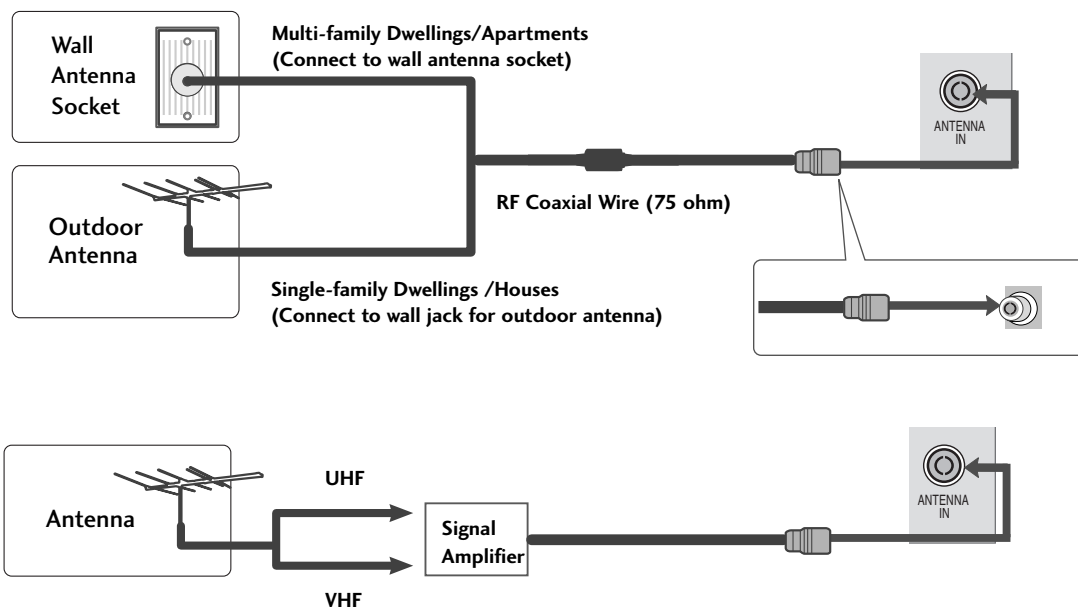 Wall
Antenna
Socket
Multi-family Dwellings/Apartments
(Connect to wall antenna socket)
ANTENNA
IN
RF Coaxial Wire (75 ohm)
Outdoor
Antenna
Single-family Dwellings /Houses
(Connect to wall jack for outdoor antenna)
Antenna
UHF
VHF
Signal
Amplifier
ANTENNA
IN